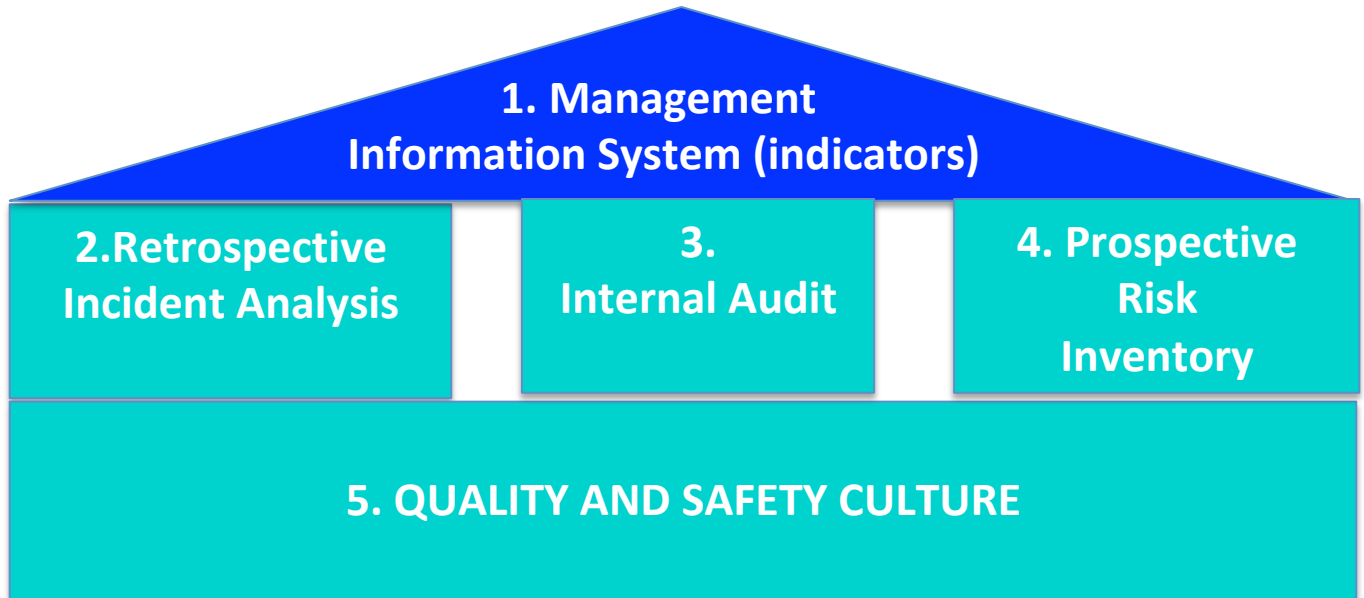 1. Management
Information System (indicators)
2.Retrospective
Incident Analysis
3.
Internal Audit
4. Prospective
Risk
Inventory
5. QUALITY AND SAFETY CULTURE